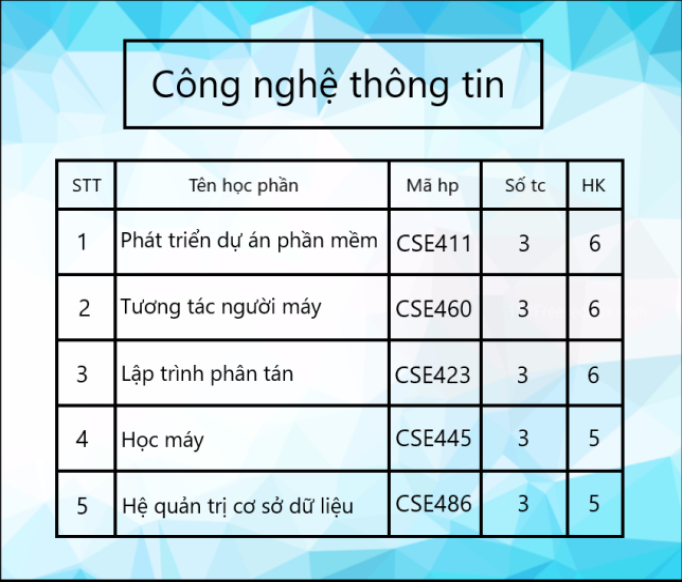 Công nghệ thông tin
STT Tên học phần Mã hp Số tc HK
1 Phát triển dự án phần mềm CSE411 3 6
2 Tương tác người máy CSE460 3 6
3 Lập trình phân tán CSE423 3 6
4 Học máy CSE445 3 5
5 Hệ quản trị cơ sở dữ liệu CSE486 3 5